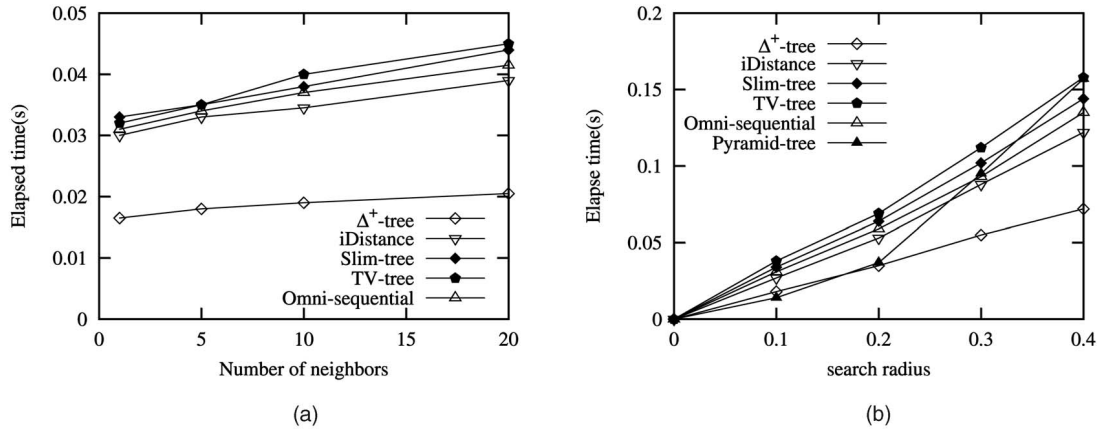 0.05
0.04
0.03
0.02
0.01
0
0 5 10 15 20
Elapsed time(s)
Number of neighbors
Δ⁺-tree
iDistance
Slim-tree
TV-tree
Omni-sequential
(a)
0.2
0.15
0.1
0.05
0
0 0.1 0.2 0.3 0.4
Elapse time(s)
search radius
Δ⁺-tree
iDistance
Slim-tree
TV-tree
Omni-sequential
Pyramid-tree
(b)